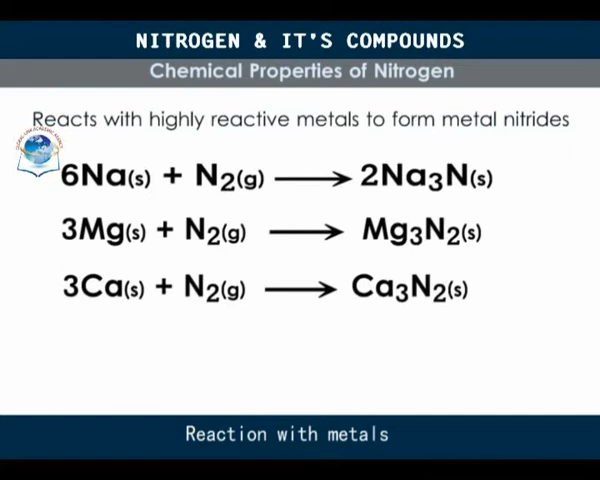 NITROGEN & IT'S COMPOUNDS
Chemical Properties of Nitrogen
Reacts with highly reactive metals to form metal nitrides
6Na(s) + N2(g) ⟶ 2Na3N(s)
3Mg(s) + N2(g) ⟶ Mg3N2(s)
3Ca(s) + N2(g) ⟶ Ca3N2(s)
Reaction with metals